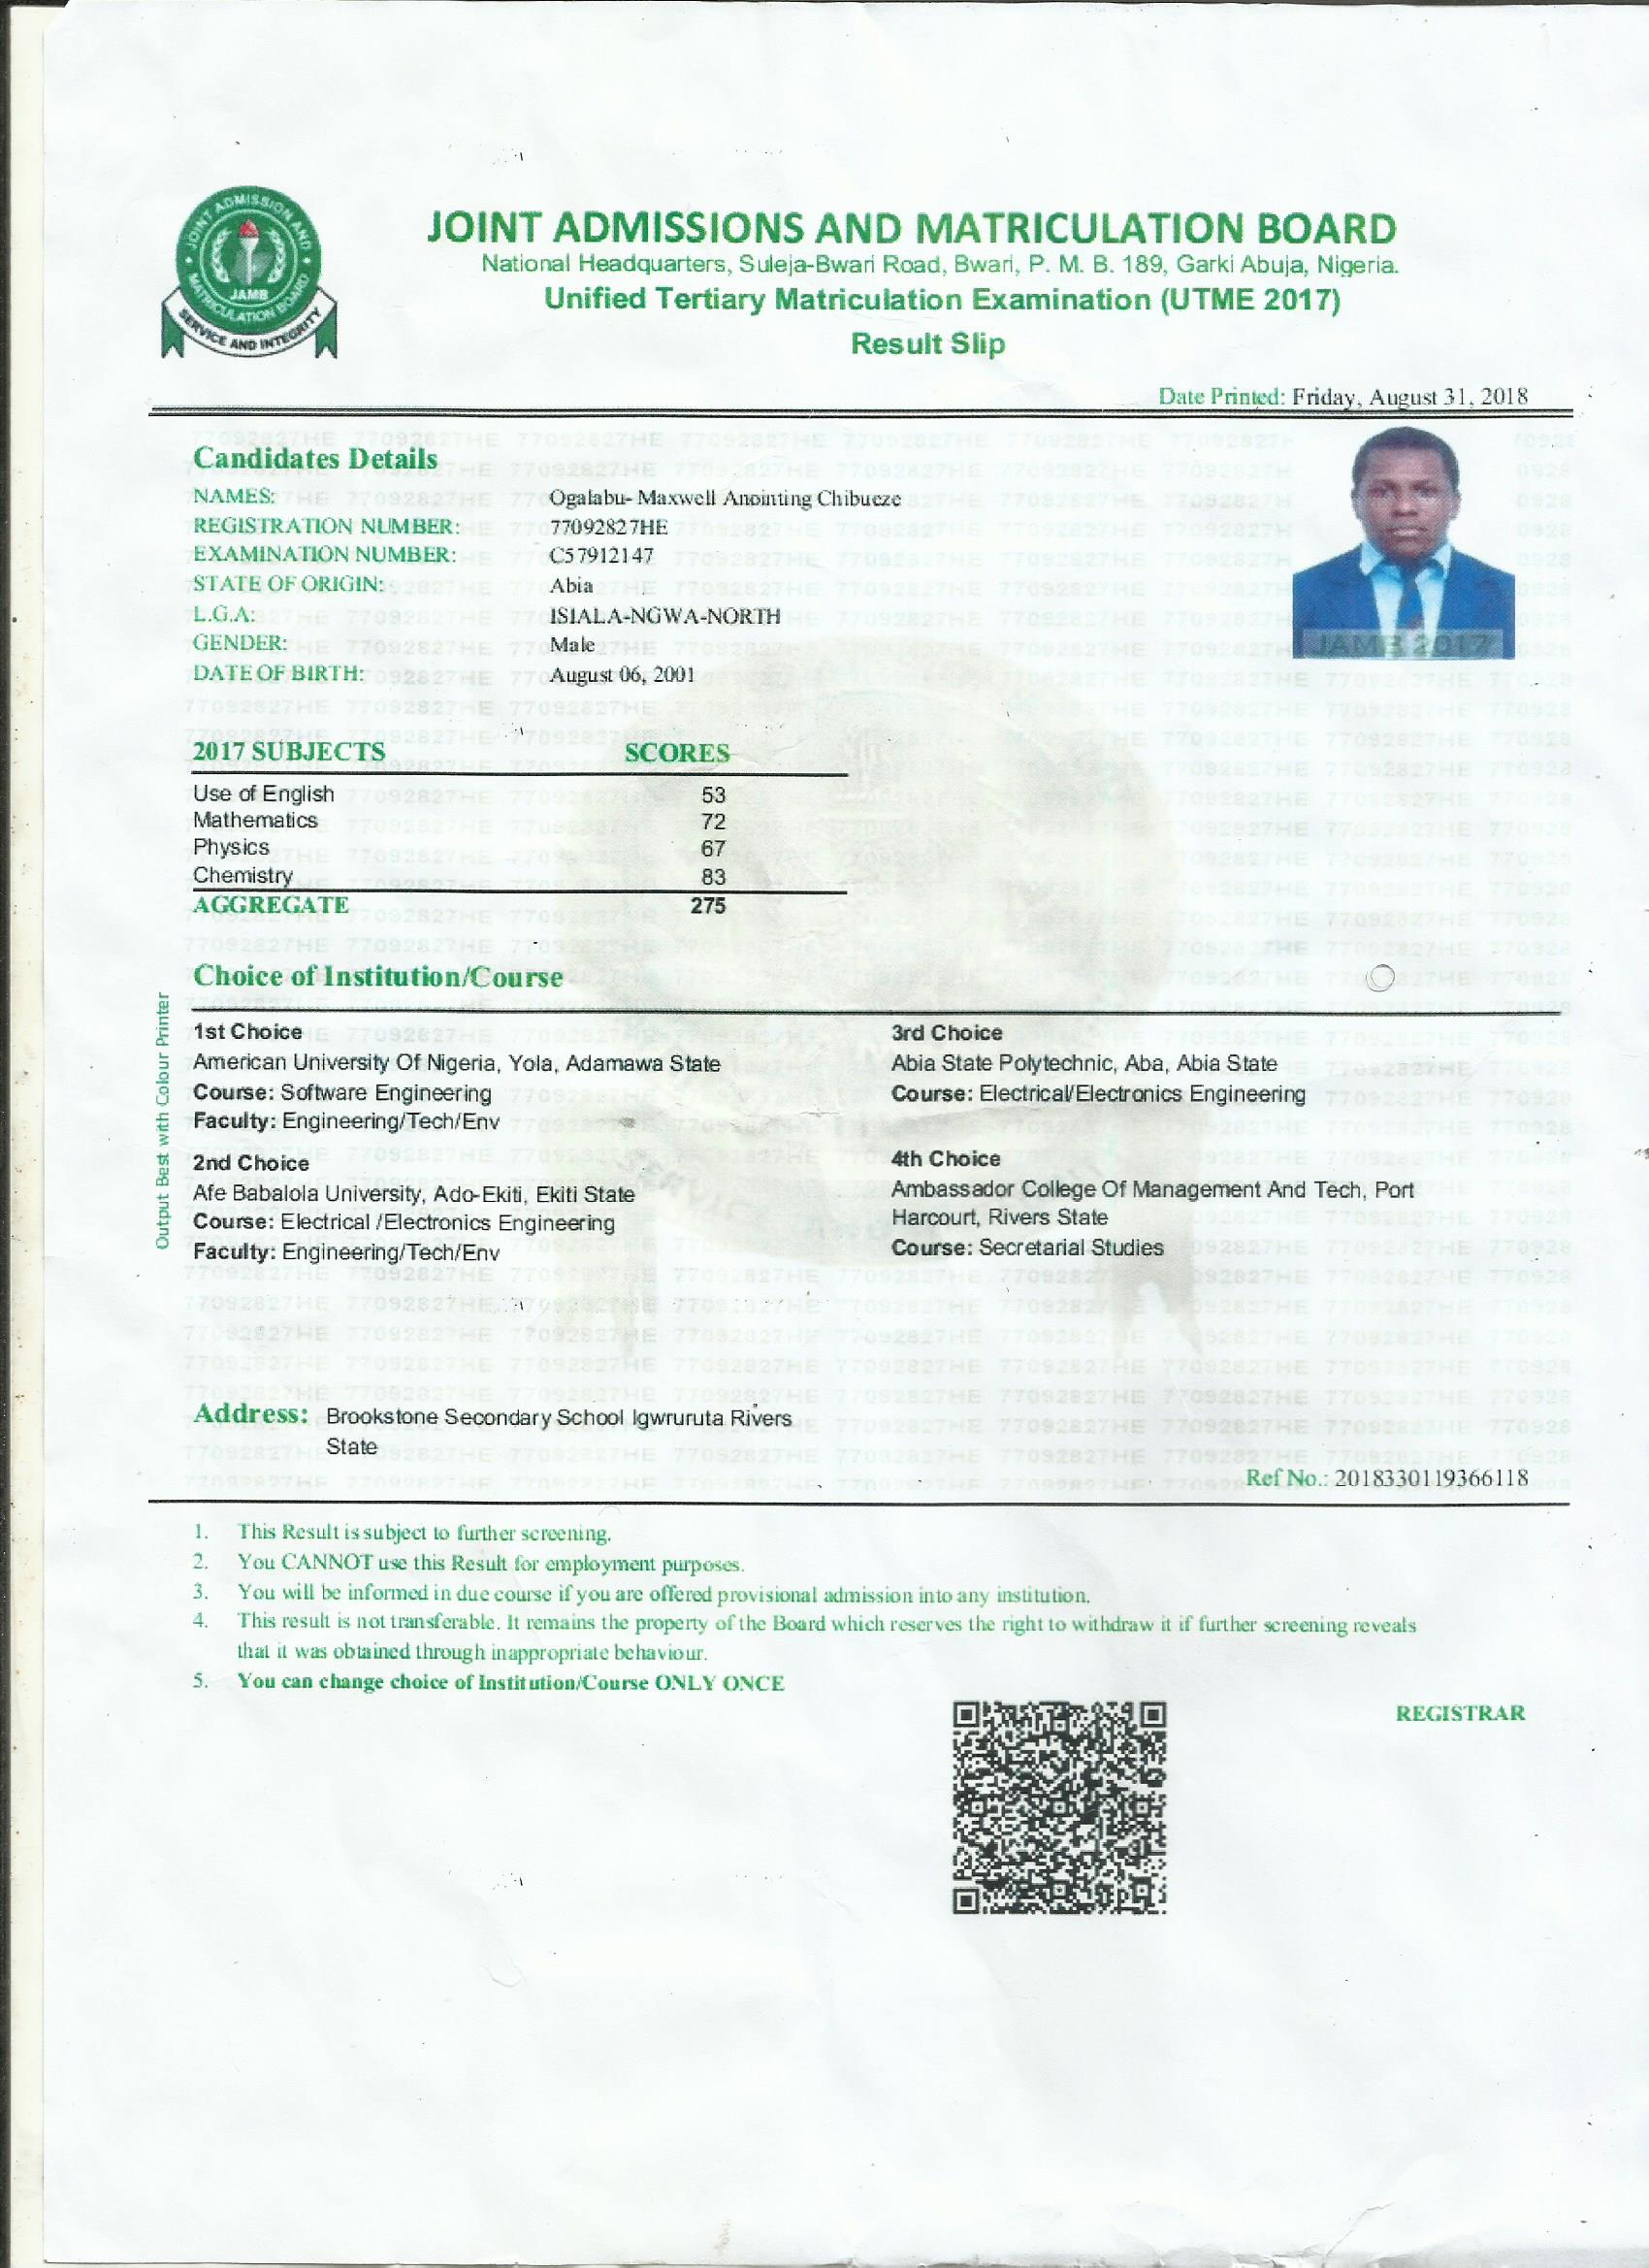 JOINT ADMISSION AND MATRICULATION BOARD
JAMB
SERVICE AND INTEGRITY
JOINT ADMISSIONS AND MATRICULATION BOARD
National Headquarters, Suleja-Bwari Road, Bwari, P. M. B. 189, Garki Abuja, Nigeria.
Unified Tertiary Matriculation Examination (UTME 2017)
Result Slip
Date Printed: Friday, August 31, 2018
Candidates Details
NAMES: Ogalabu- Maxwell Anointing Chibueze
REGISTRATION NUMBER: 77092827HE
EXAMINATION NUMBER: C57912147
STATE OF ORIGIN: Abia
L.G.A: ISIALA-NGWA-NORTH
GENDER: Male
DATE OF BIRTH: August 06, 2001
JAMB 2017
2017 SUBJECTS SCORES
Use of English 53
Mathematics 72
Physics 67
Chemistry 83
AGGREGATE 275
Choice of Institution/Course
1st Choice
American University Of Nigeria, Yola, Adamawa State
Course: Software Engineering
Faculty: Engineering/Tech/Env
2nd Choice
Afe Babalola University, Ado-Ekiti, Ekiti State
Course: Electrical /Electronics Engineering
Faculty: Engineering/Tech/Env
3rd Choice
Abia State Polytechnic, Aba, Abia State
Course: Electrical/Electronics Engineering
4th Choice
Ambassador College Of Management And Tech, Port
Harcourt, Rivers State
Course: Secretarial Studies
Output Best with Colour Printer
Address: Brookstone Secondary School Igwruruta Rivers
State
Ref No.: 2018330119366118
1. This Result is subject to further screening.
2. You CANNOT use this Result for employment purposes.
3. You will be informed in due course if you are offered provisional admission into any institution.
4. This result is not transferable. It remains the property of the Board which reserves the right to withdraw it if further screening reveals
that it was obtained through inappropriate behaviour.
5. You can change choice of Institution/Course ONLY ONCE
REGISTRAR